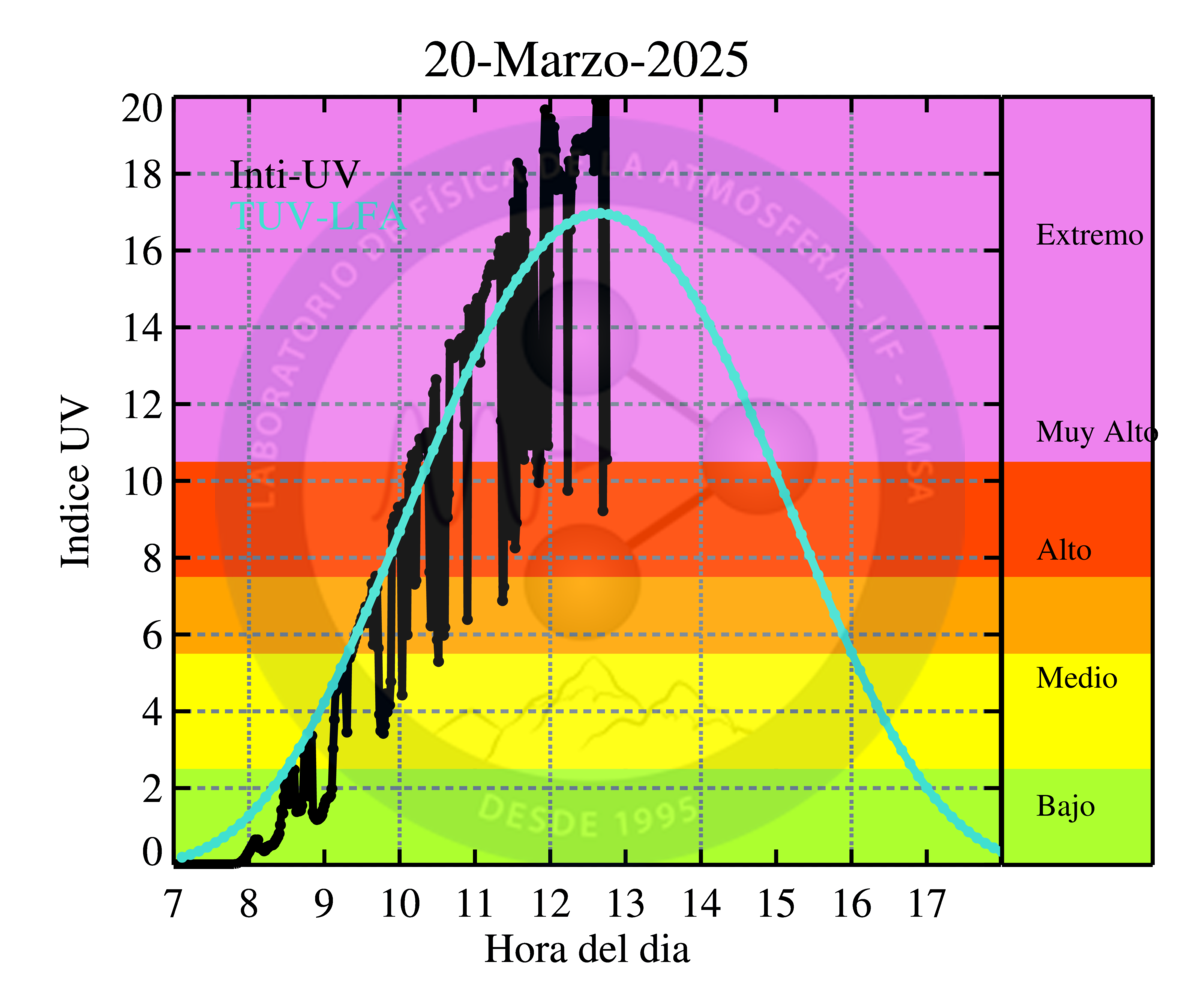 20-Marzo-2025
Inti-UV
TUV-LFA
LABORATORIO DE FÍSICA DE LA ATMÓSFERA - IIF - UMSA
DESDE 1995
Indice UV
20
18
16
14
12
10
8
6
4
2
0
Extremo
Muy Alto
Alto
Medio
Bajo
7 8 9 10 11 12 13 14 15 16 17
Hora del dia